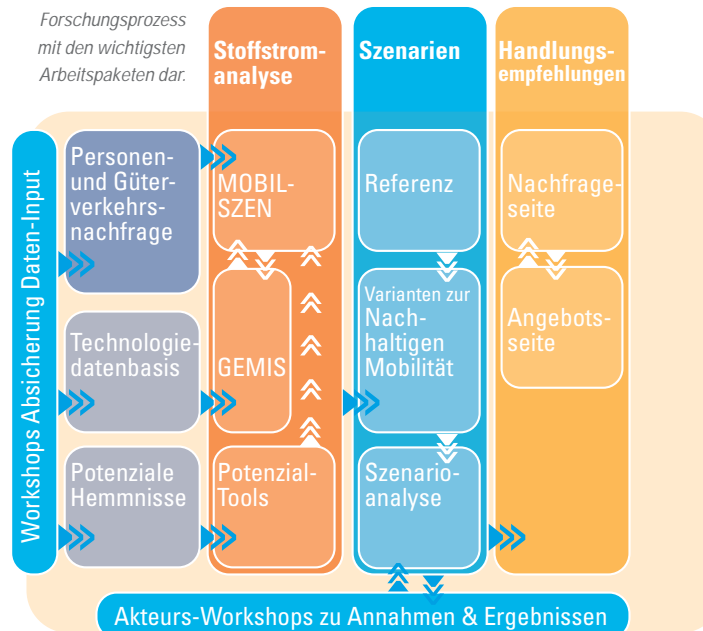 Forschungsprozess
mit den wichtigsten
Arbeitspaketen dar.
Stoffstrom-
analyse
Szenarien
Handlungs-
empfehlungen
Workshops Absicherung Daten-Input
Personen-
und Güter-
verkehrs-
nachfrage
Technologie-
datenbasis
Potenziale
Hemmnisse
MOBIL-
SZEN
GEMIS
Potenzial-
Tools
Referenz
Varianten zur
Nach-
haltigen
Mobilität
Szenario-
analyse
Nachfrage-
seite
Angebots-
seite
Akteurs-Workshops zu Annahmen & Ergebnissen